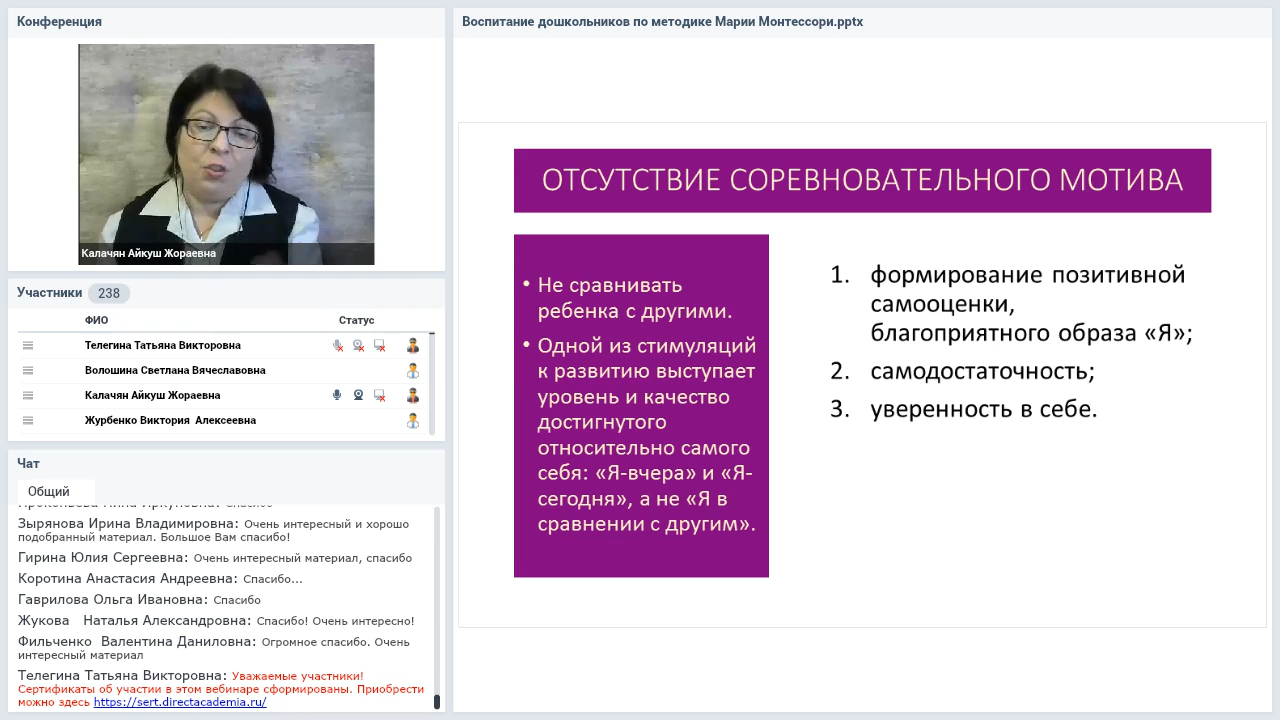 Конференция
Калачян Айкуш Жораевна
Участники 238
ФИО Статус
Телегина Татьяна Викторовна
Волошина Светлана Вячеславовна
Калачян Айкуш Жораевна
Журбенко Виктория Алексеевна
Чат
Общий
Зырянова Ирина Владимировна: Очень интересный и хорошо
подобранный материал. Большое Вам спасибо!
Гирина Юлия Сергеевна: Очень интересный материал, спасибо
Коротина Анастасия Андреевна: Спасибо...
Гаврилова Ольга Ивановна: Спасибо
Жукова Наталья Александровна: Спасибо! Очень интересно!
Фильченко Валентина Даниловна: Огромное спасибо. Очень
интересный материал
Телегина Татьяна Викторовна: Уважаемые участники!
Сертификаты об участии в этом вебинаре сформированы. Приобрести
можно здесь https://sert.directacademia.ru/
Воспитание дошкольников по методике Марии Монтессори.pptx
ОТСУТСТВИЕ СОРЕВНОВАТЕЛЬНОГО МОТИВА
• Не сравнивать
ребенка с другими.
• Одной из стимуляций
к развитию выступает
уровень и качество
достигнутого
относительно самого
себя: «Я-вчера» и «Я-
сегодня», а не «Я в
сравнении с другим».
1. формирование позитивной
самооценки,
благоприятного образа «Я»;
2. самодостаточность;
3. уверенность в себе.